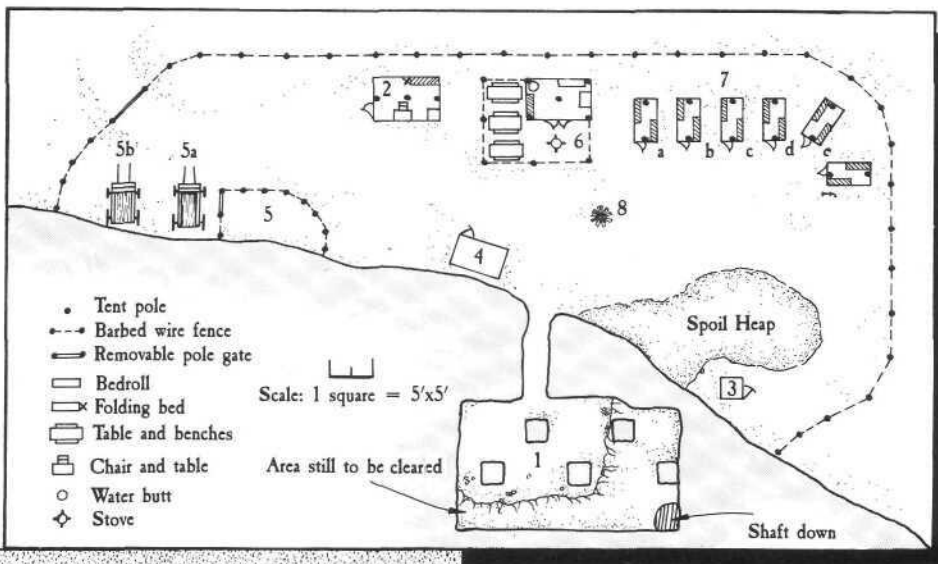 2
7
6
a
b
c
d
e
f
5b
5a
5
8
4
Spoil Heap
3
Tent pole
Barbed wire fence
Removable pole gate
Bedroll
Folding bed
Table and benches
Chair and table
Water butt
Stove
Scale: 1 square = 5'x5'
Area still to be cleared
1
Shaft down